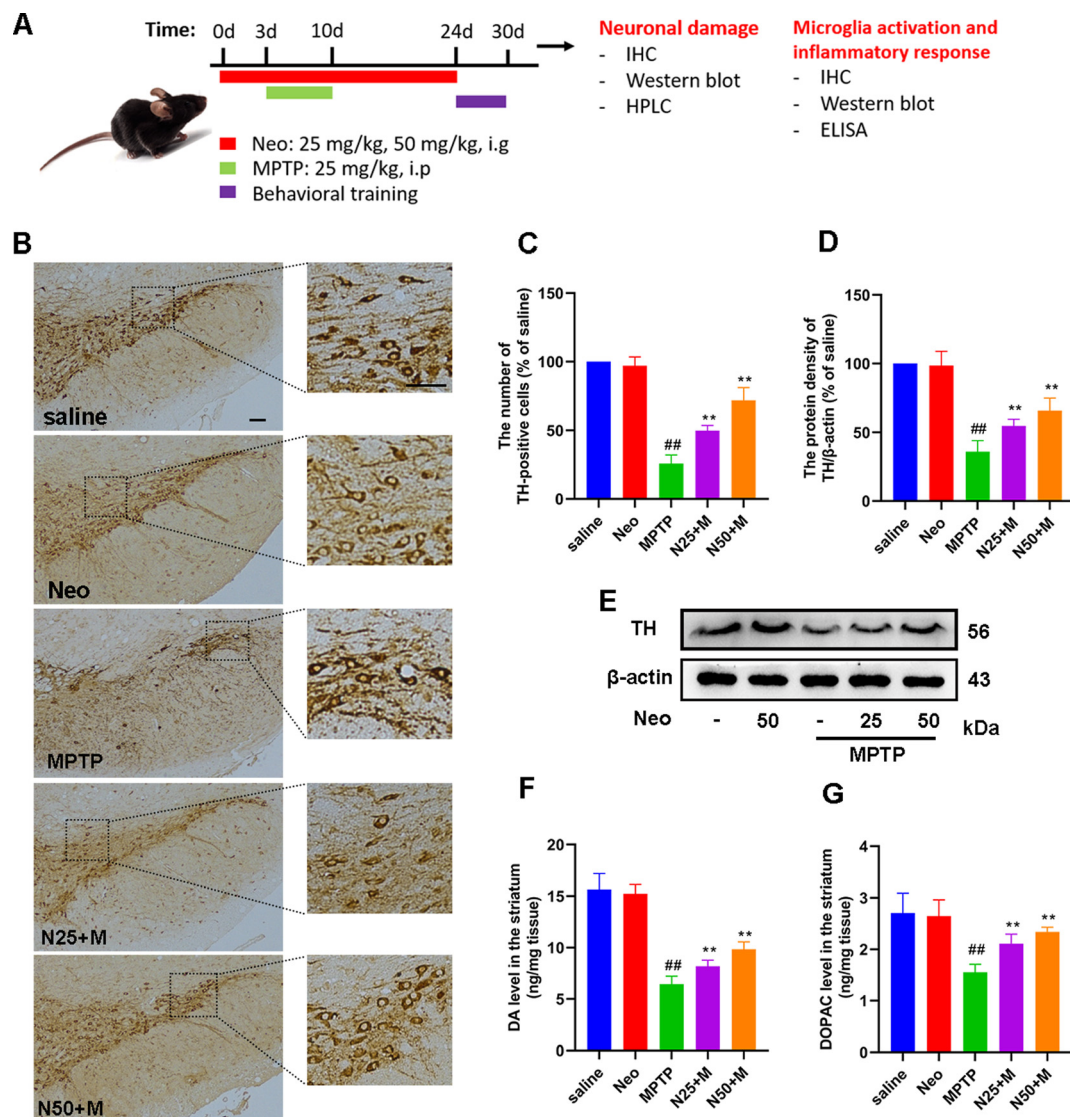 A
Time: 0d 3d 10d 24d 30d
Neo: 25 mg/kg, 50 mg/kg, i.g
MPTP: 25 mg/kg, i.p
Behavioral training
Neuronal damage
- IHC
- Western blot
- HPLC
Microglia activation and
inflammatory response
- IHC
- Western blot
- ELISA
B
saline
Neo
MPTP
N25+M
N50+M
C
The number of
TH-positive cells (% of saline)
150
100
50
0
##
**
**
saline Neo MPTP N25+M N50+M
D
The protein density of
TH/β-actin (% of saline)
150
100
50
0
##
**
**
saline Neo MPTP N25+M N50+M
E
TH 56
β-actin 43
Neo - 50 - 25 50 kDa
MPTP
F
DA level in the striatum
(ng/mg tissue)
20
15
10
5
0
##
**
**
saline Neo MPTP N25+M N50+M
G
DOPAC level in the striatum
(ng/mg tissue)
4
3
2
1
0
##
**
**
saline Neo MPTP N25+M N50+M